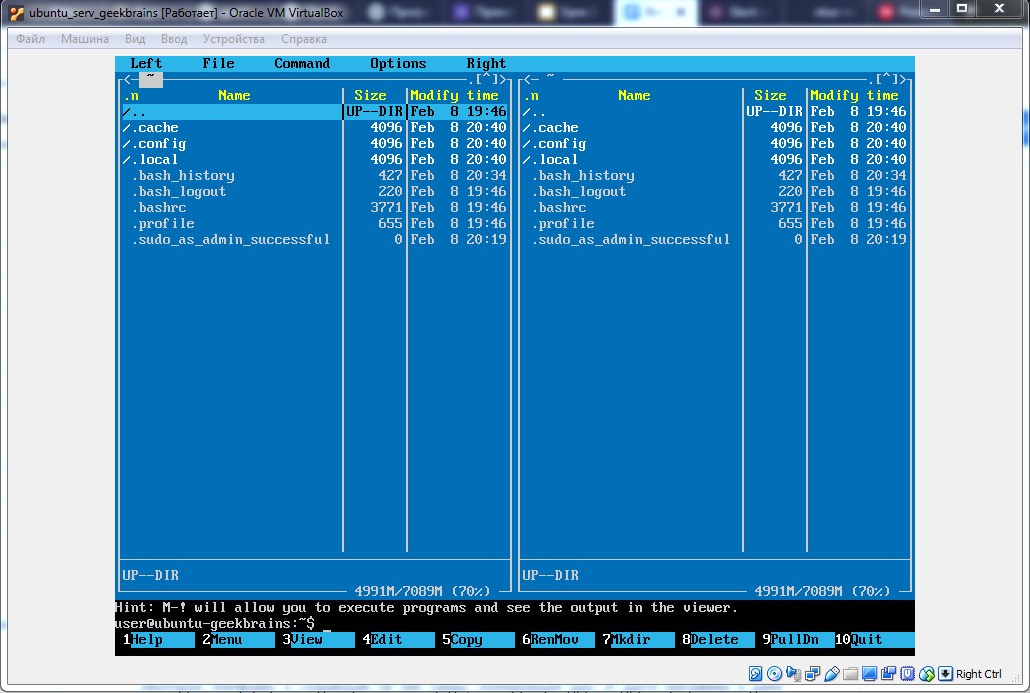 ubuntu_serv_geekbrains [Работает] - Oracle VM VirtualBox
Файл Машина Вид Ввод Устройства Справка
Left File Command Options Right
<- ~ .[^]> <- ~ .[^]>
.n Name Size Modify time .n Name Size Modify time
/.. UP--DIR Feb 8 19:46 /.. UP--DIR Feb 8 19:46
/.cache 4096 Feb 8 20:40 /.cache 4096 Feb 8 20:40
/.config 4096 Feb 8 20:40 /.config 4096 Feb 8 20:40
/.local 4096 Feb 8 20:40 /.local 4096 Feb 8 20:40
.bash_history 427 Feb 8 20:34 .bash_history 427 Feb 8 20:34
.bash_logout 220 Feb 8 19:46 .bash_logout 220 Feb 8 19:46
.bashrc 3771 Feb 8 19:46 .bashrc 3771 Feb 8 19:46
.profile 655 Feb 8 19:46 .profile 655 Feb 8 19:46
.sudo_as_admin_successful 0 Feb 8 20:19 .sudo_as_admin_successful 0 Feb 8 20:19
UP--DIR UP--DIR
4991M/7089M (70%) 4991M/7089M (70%)
Hint: M-! will allow you to execute programs and see the output in the viewer.
user@ubuntu-geekbrains:~$ _
1Help 2Menu 3View 4Edit 5Copy 6RenMov 7Mkdir 8Delete 9PullDn 10Quit
Right Ctrl